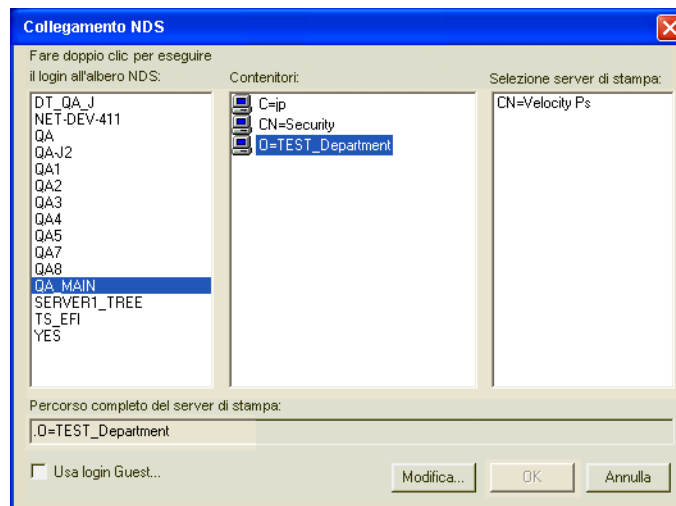 Collegamento NDS
Fare doppio clic per eseguire
il login all'albero NDS:
Contenitori:
Selezione server di stampa:
DT_QA_J
NET-DEV-411
QA
QA-J2
QA1
QA2
QA3
QA4
QA5
QA7
QA8
QA_MAIN
SERVER1_TREE
TS_EFI
YES
C=jp
CN=Security
O=TEST_Department
CN=Velocity Ps
Percorso completo del server di stampa:
.O=TEST_Department
Usa login Guest...
Modifica...
OK
Annulla